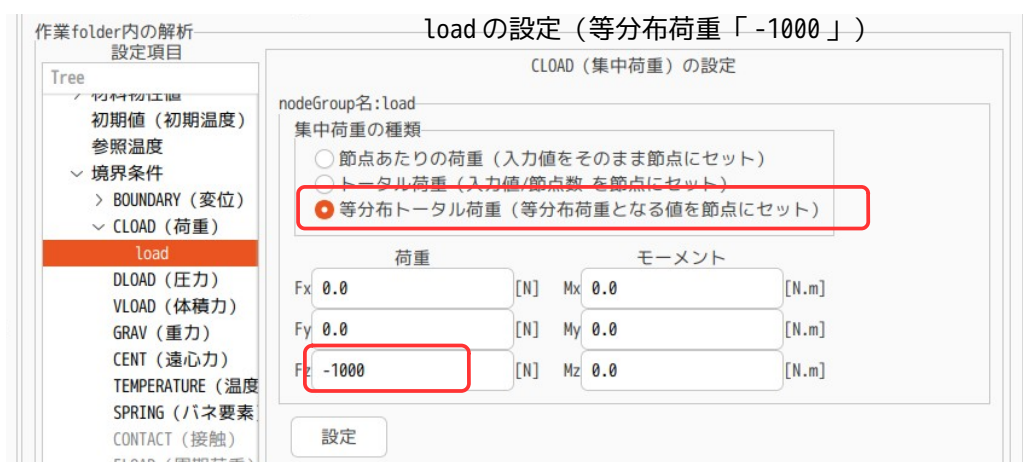 load の設定（等分布荷重「 -1000 」）
作業folder内の解析
設定項目
Tree
材料物性値
初期値（初期温度）
参照温度
境界条件
BOUNDARY（変位）
CLOAD（荷重）
load
DLOAD（圧力）
VLOAD（体積力）
GRAV（重力）
CENT（遠心力）
TEMPERATURE（温度
SPRING（バネ要素
CONTACT（接触）
CLOAD（集中荷重）の設定
nodeGroup名:load
集中荷重の種類
節点あたりの荷重（入力値をそのまま節点にセット）
トータル荷重（入力値/節点数 を節点にセット）
等分布トータル荷重（等分布荷重となる値を節点にセット）
荷重 モーメント
Fx 0.0 [N] Mx 0.0 [N.m]
Fy 0.0 [N] My 0.0 [N.m]
Fz -1000 [N] Mz 0.0 [N.m]
設定